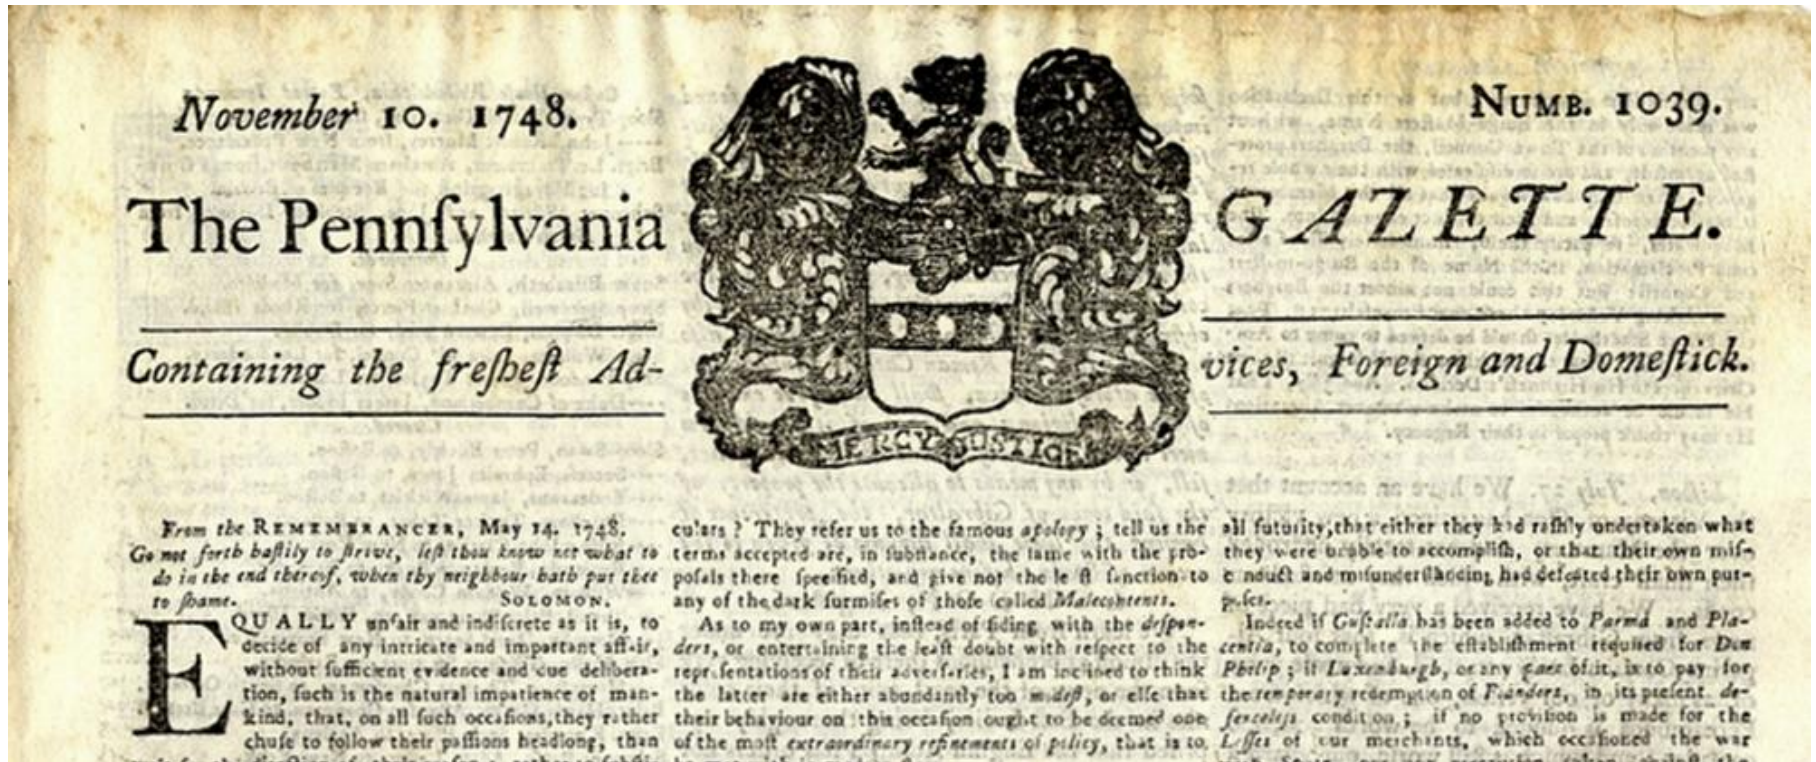 November 10. 1748.
NUMB. 1039.
The Pennſylvania
GAZETTE.
Containing the freſheſt Ad-
vices, Foreign and Domeſtick.
MERCY JUSTICE
From the REMEMBRANCER, May 14. 1748.
Go not forth haſtily to ſtrive, leſt thou know not what to
do in the end thereof, when thy neighbour hath put thee
to ſhame.
SOLOMON.
EQUALLY unfair and indiſcrete as it is, to
decide of any intricate and important affair,
without ſufficient evidence and due delibera-
tion, ſuch is the natural impatience of man-
kind, that, on all ſuch occaſions, they rather
chuſe to follow their paſſions headlong, than
culars ? They refer us to the famous apology ; tell us the
terms accepted are, in ſubſtance, the ſame with the pro-
poſals there ſpecified, and give not the leaſt ſanction to
any of the dark ſurmiſes of thoſe called Malecontents.
As to my own part, inſtead of ſiding with the deſpon-
ders, or entertaining the leaſt doubt with reſpect to the
repreſentations of their adverſaries, I am inclined to think
the latter are either abundantly too modeſt, or elſe that
their behaviour on this occaſion ought to be deemed one
of the moſt extraordinary refinements of policy, that is to
all futurity, that either they had raſhly undertaken what
they were unable to accompliſh, or that their own miſ-
conduct and miſunderſtanding had defeated their own pur-
poſes.
Indeed if Guſtalla has been added to Parma and Pla-
centia, to complete the eſtabliſhment required for Don
Philip ; if Luxemburgh, or any part of it, is to pay for
the temporary redemption of Flanders, in its preſent de-
fenceleſs condition ; if no proviſion is made for the
Loſſes of our merchants, which occaſioned the war